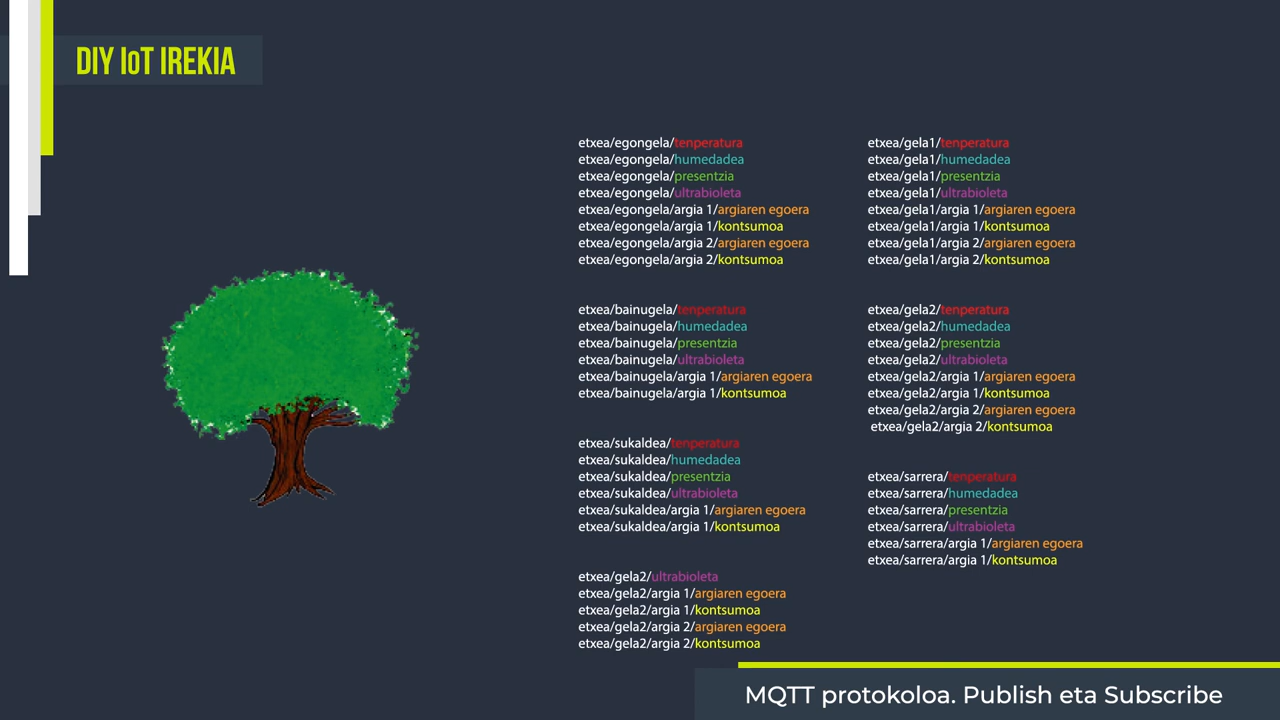 DIY IoT IREKIA
etxea/egongela/tenperatura
etxea/egongela/humedadea
etxea/egongela/presentzia
etxea/egongela/ultrabioleta
etxea/egongela/argia 1/argiaren egoera
etxea/egongela/argia 1/kontsumoa
etxea/egongela/argia 2/argiaren egoera
etxea/egongela/argia 2/kontsumoa
etxea/bainugela/tenperatura
etxea/bainugela/humedadea
etxea/bainugela/presentzia
etxea/bainugela/ultrabioleta
etxea/bainugela/argia 1/argiaren egoera
etxea/bainugela/argia 1/kontsumoa
etxea/sukaldea/tenperatura
etxea/sukaldea/humedadea
etxea/sukaldea/presentzia
etxea/sukaldea/ultrabioleta
etxea/sukaldea/argia 1/argiaren egoera
etxea/sukaldea/argia 1/kontsumoa
etxea/gela2/ultrabioleta
etxea/gela2/argia 1/argiaren egoera
etxea/gela2/argia 1/kontsumoa
etxea/gela2/argia 2/argiaren egoera
etxea/gela2/argia 2/kontsumoa
etxea/gela1/tenperatura
etxea/gela1/humedadea
etxea/gela1/presentzia
etxea/gela1/ultrabioleta
etxea/gela1/argia 1/argiaren egoera
etxea/gela1/argia 1/kontsumoa
etxea/gela1/argia 2/argiaren egoera
etxea/gela1/argia 2/kontsumoa
etxea/gela2/tenperatura
etxea/gela2/humedadea
etxea/gela2/presentzia
etxea/gela2/ultrabioleta
etxea/gela2/argia 1/argiaren egoera
etxea/gela2/argia 1/kontsumoa
etxea/gela2/argia 2/argiaren egoera
etxea/gela2/argia 2/kontsumoa
etxea/sarrera/tenperatura
etxea/sarrera/humedadea
etxea/sarrera/presentzia
etxea/sarrera/ultrabioleta
etxea/sarrera/argia 1/argiaren egoera
etxea/sarrera/argia 1/kontsumoa
MQTT protokoloa. Publish eta Subscribe